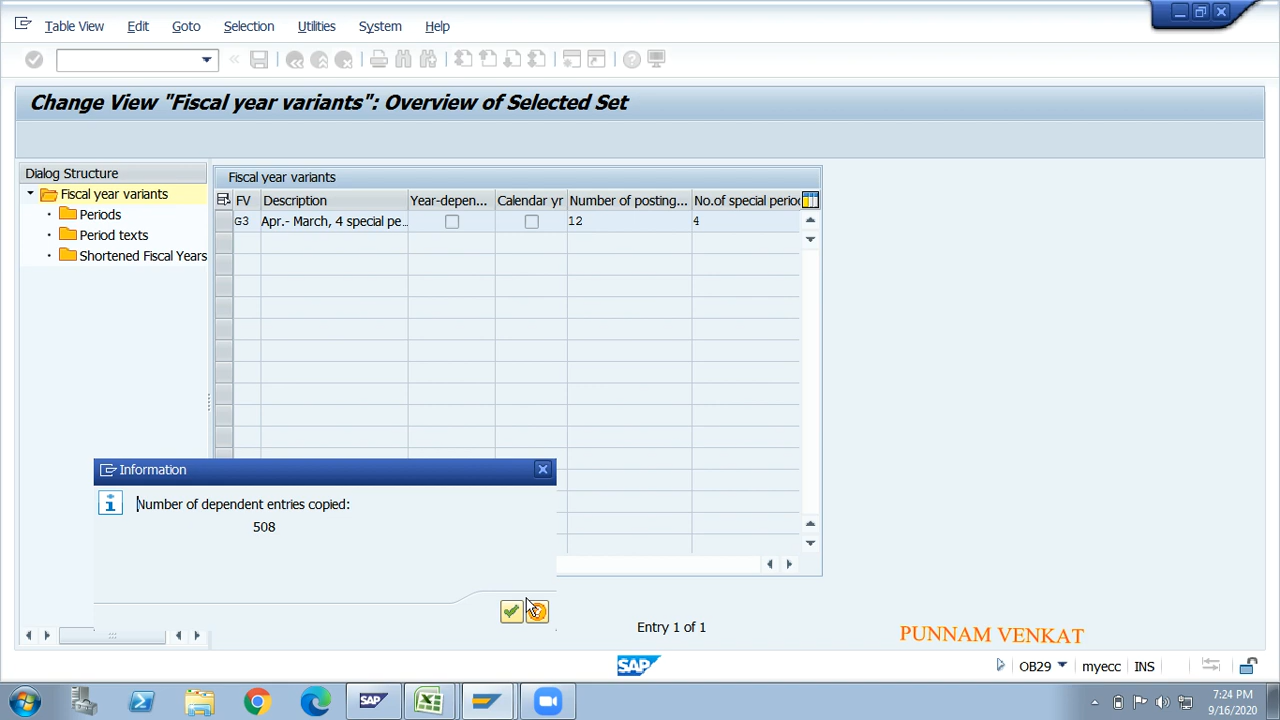 Table View Edit Goto Selection Utilities System Help
Change View "Fiscal year variants": Overview of Selected Set
Dialog Structure
Fiscal year variants
Periods
Period texts
Shortened Fiscal Years
Fiscal year variants
FV Description Year-depen... Calendar yr Number of posting... No.of special period
G3 Apr.- March, 4 special pe... 12 4
Information
Number of dependent entries copied:
508
Entry 1 of 1
PUNNAM VENKAT
SAP
OB29 myecc INS
SAP
7:24 PM
9/16/2020